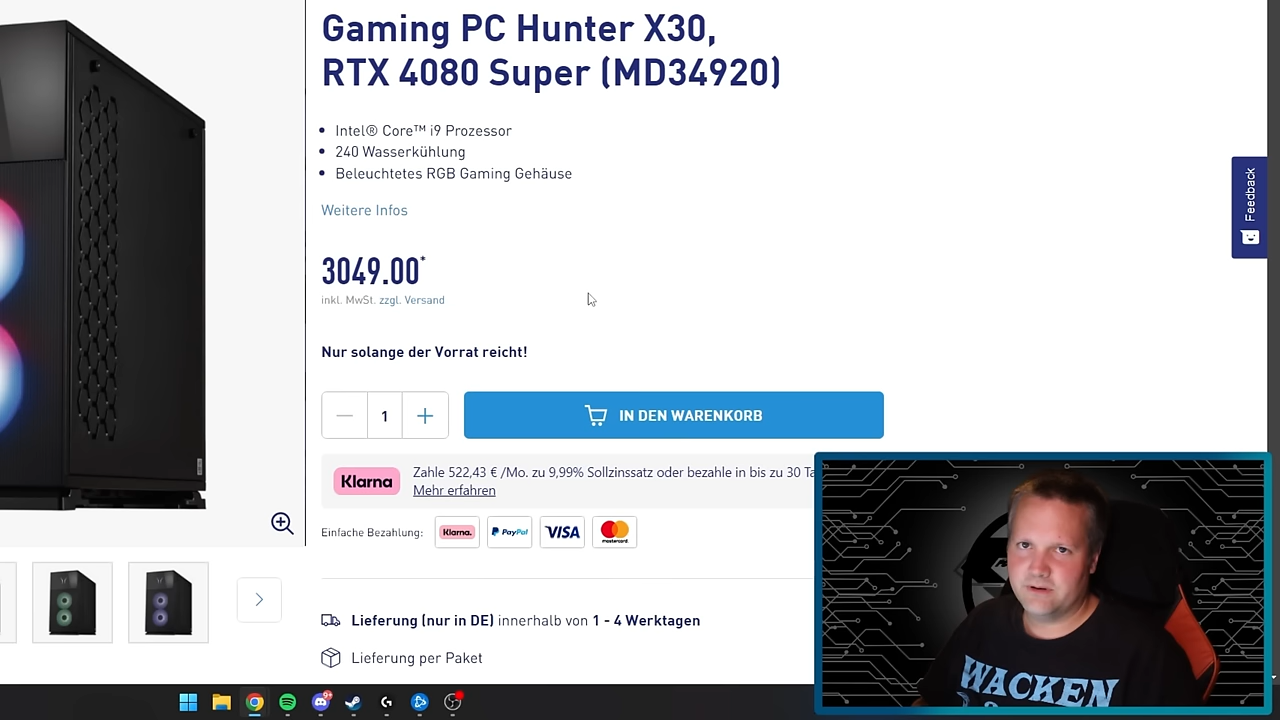 Gaming PC Hunter X30,
RTX 4080 Super (MD34920)
Intel® Core™ i9 Prozessor
240 Wasserkühlung
Beleuchtetes RGB Gaming Gehäuse
Weitere Infos
3049.00*
inkl. MwSt. zzgl. Versand
Nur solange der Vorrat reicht!
1
IN DEN WARENKORB
Klarna
Zahle 522,43 € /Mo. zu 9,99% Sollzinssatz oder bezahle in bis zu 30
Mehr erfahren
Einfache Bezahlung:
Klarna.
PayPal
VISA
mastercard
Lieferung (nur in DE) innerhalb von 1 - 4 Werktagen
Lieferung per Paket
Feedback
WACKEN